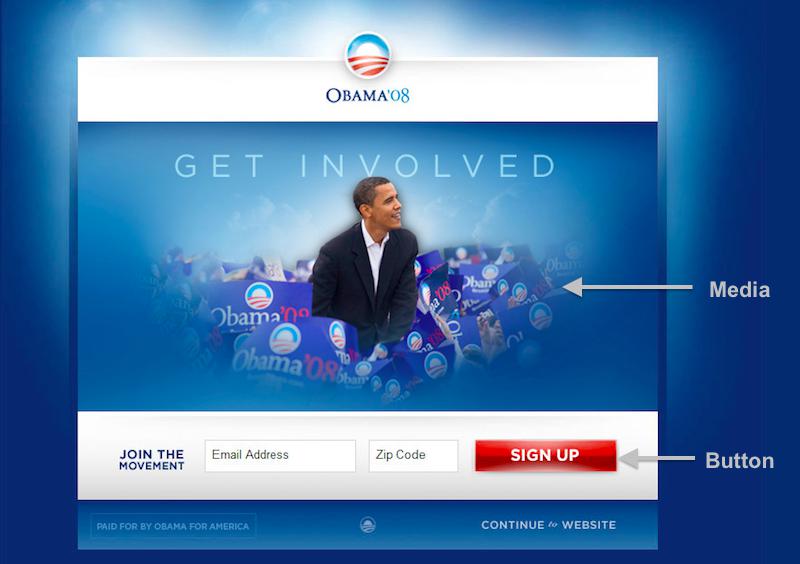 OBAMA'08
GET INVOLVED
Obama'08
Obama'08
Media
JOIN THE
MOVEMENT
Email Address
Zip Code
SIGN UP
Button
PAID FOR BY OBAMA FOR AMERICA
CONTINUE to WEBSITE